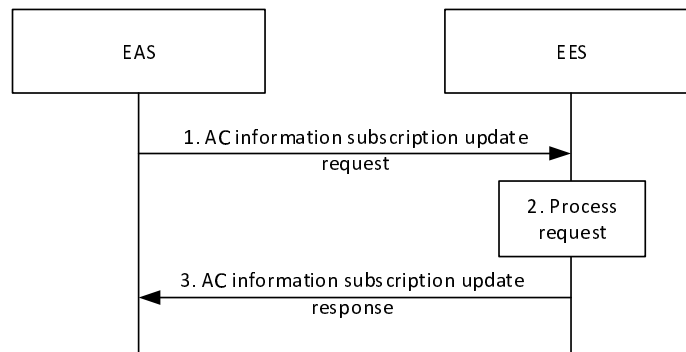 EAS
EES
1. AC information subscription update
request
2. Process
request
3. AC information subscription update
response